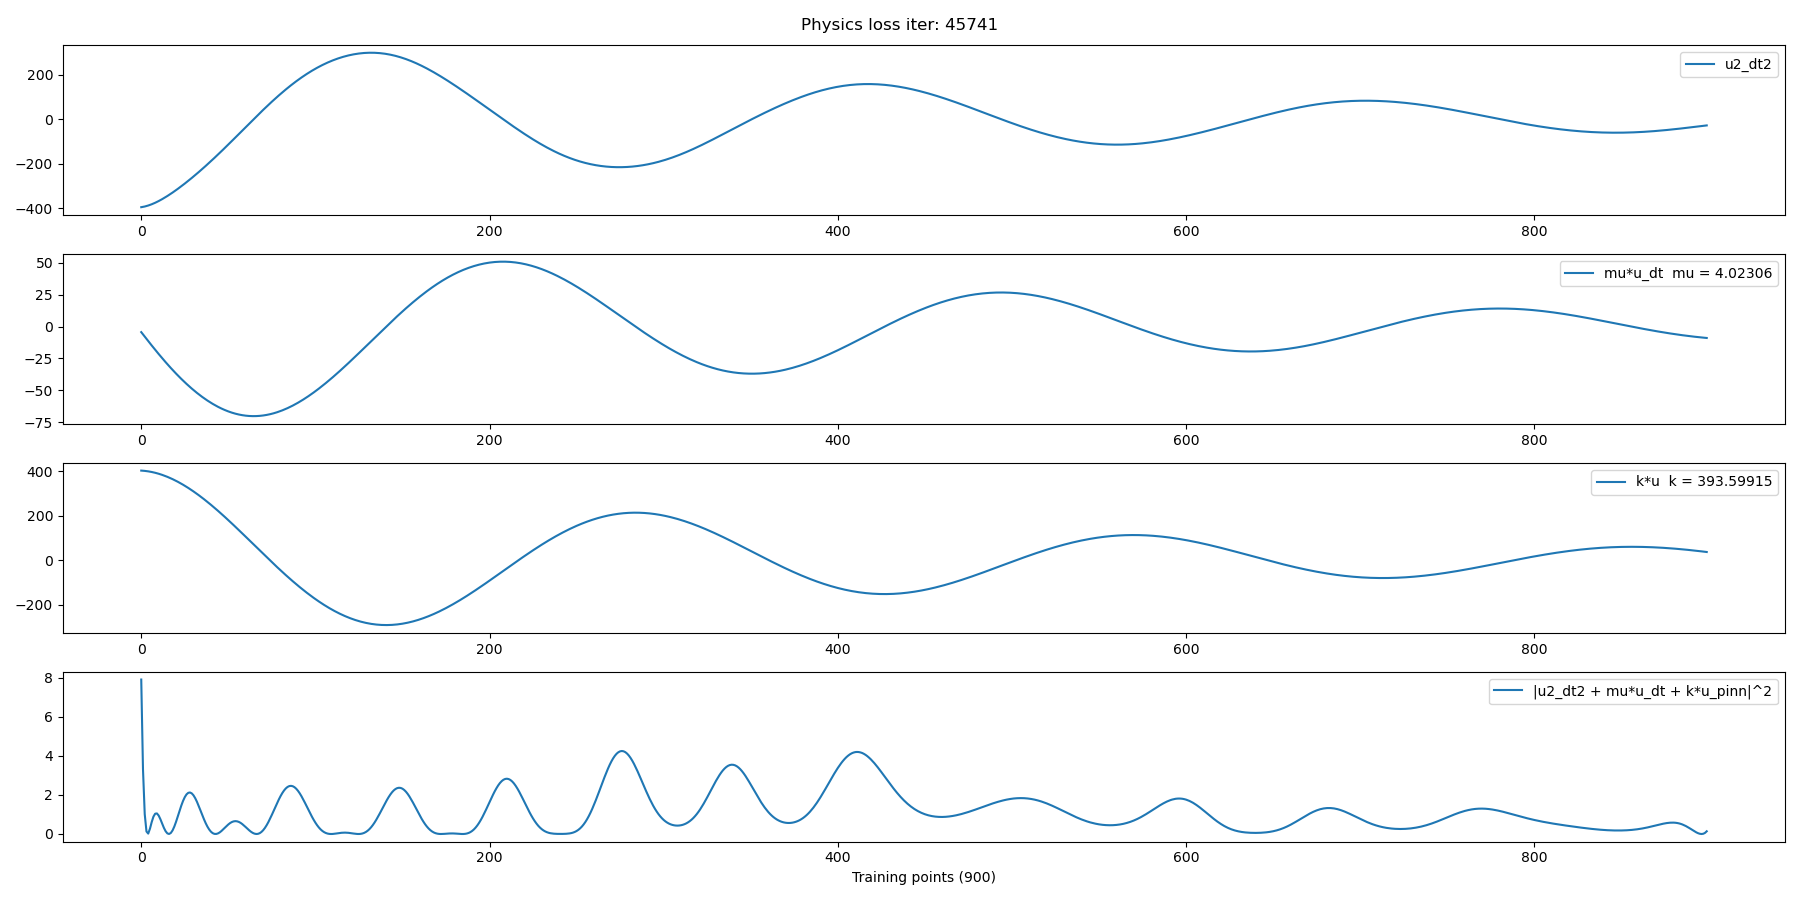 Physics loss iter: 45741
u2_dt2
200
0
−200
−400
0 200 400 600 800
mu*u_dt mu = 4.02306
50
25
0
−25
−50
−75
0 200 400 600 800
k*u k = 393.59915
400
200
0
−200
0 200 400 600 800
|u2_dt2 + mu*u_dt + k*u_pinn|^2
8
6
4
2
0
0 200 400 600 800
Training points (900)